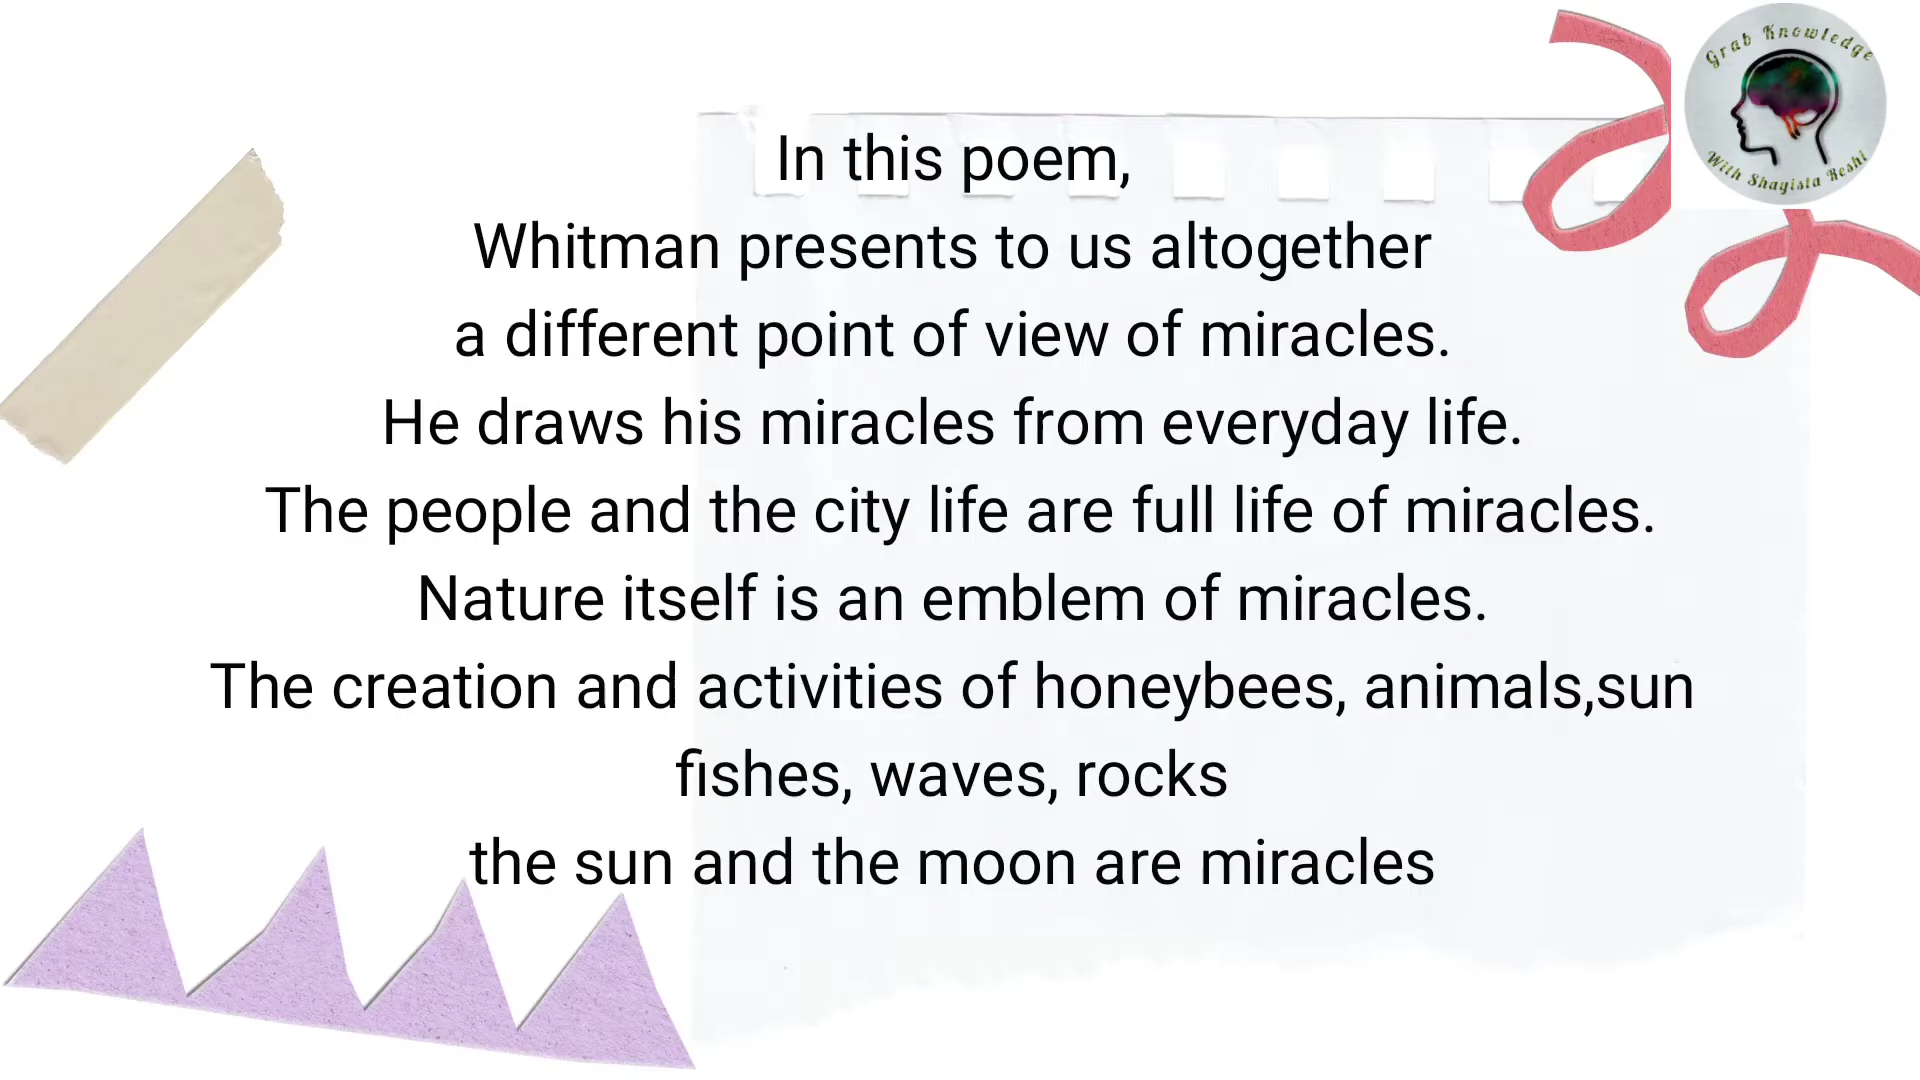 Grab Knowledge
With Shayista Reshi
In this poem,
Whitman presents to us altogether
a different point of view of miracles.
He draws his miracles from everyday life.
The people and the city life are full life of miracles.
Nature itself is an emblem of miracles.
The creation and activities of honeybees, animals,sun
fishes, waves, rocks
the sun and the moon are miracles